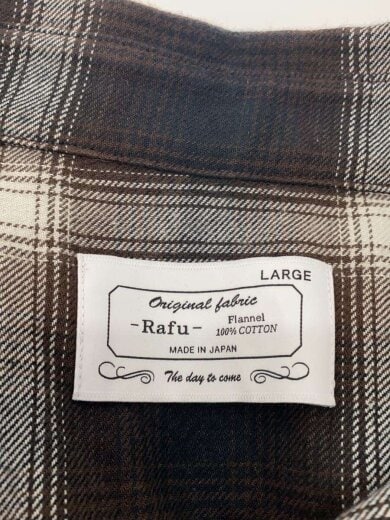 LARGE
Original fabric
-Rafu- Flannel
100% COTTON
MADE IN JAPAN
The day to come